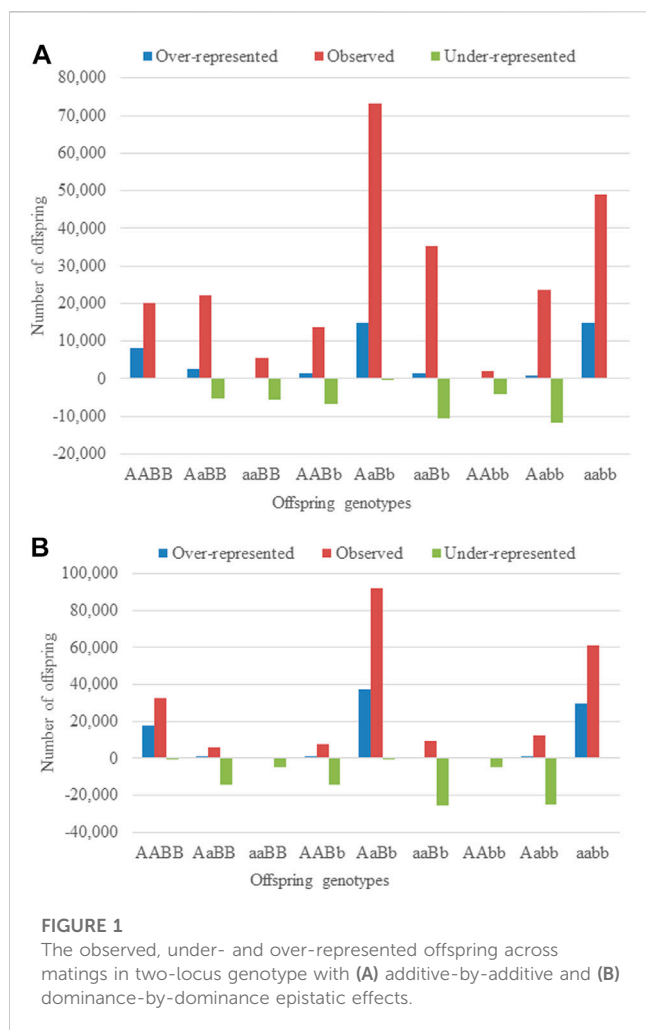 A
Over-represented Observed Under-represented
80,000
70,000
60,000
50,000
40,000
30,000
20,000
10,000
0
-10,000
-20,000
Number of offspring
AABB AaBB aaBB AABb AaBb aaBb AAbb Aabb aabb
Offspring genotypes
B
Over-represented Observed Under-represented
100,000
80,000
60,000
40,000
20,000
0
-20,000
-40,000
Number of offspring
AABB AaBB aaBB AABb AaBb aaBb AAbb Aabb aabb
Offspring genotypes
FIGURE 1
The observed, under- and over-represented offspring across
matings in two-locus genotype with (A) additive-by-additive and (B)
dominance-by-dominance epistatic effects.